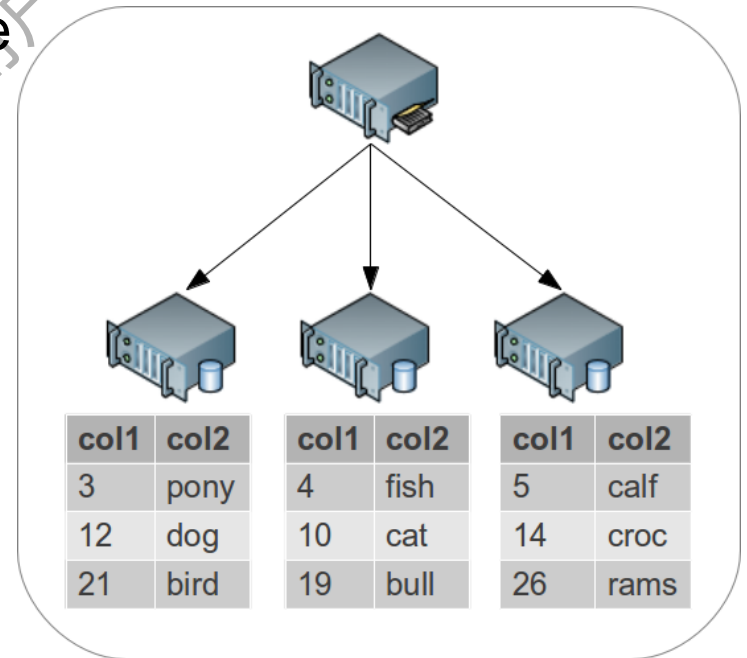 e
col1 col2
3 pony
12 dog
21 bird
col1 col2
4 fish
10 cat
19 bull
col1 col2
5 calf
14 croc
26 rams